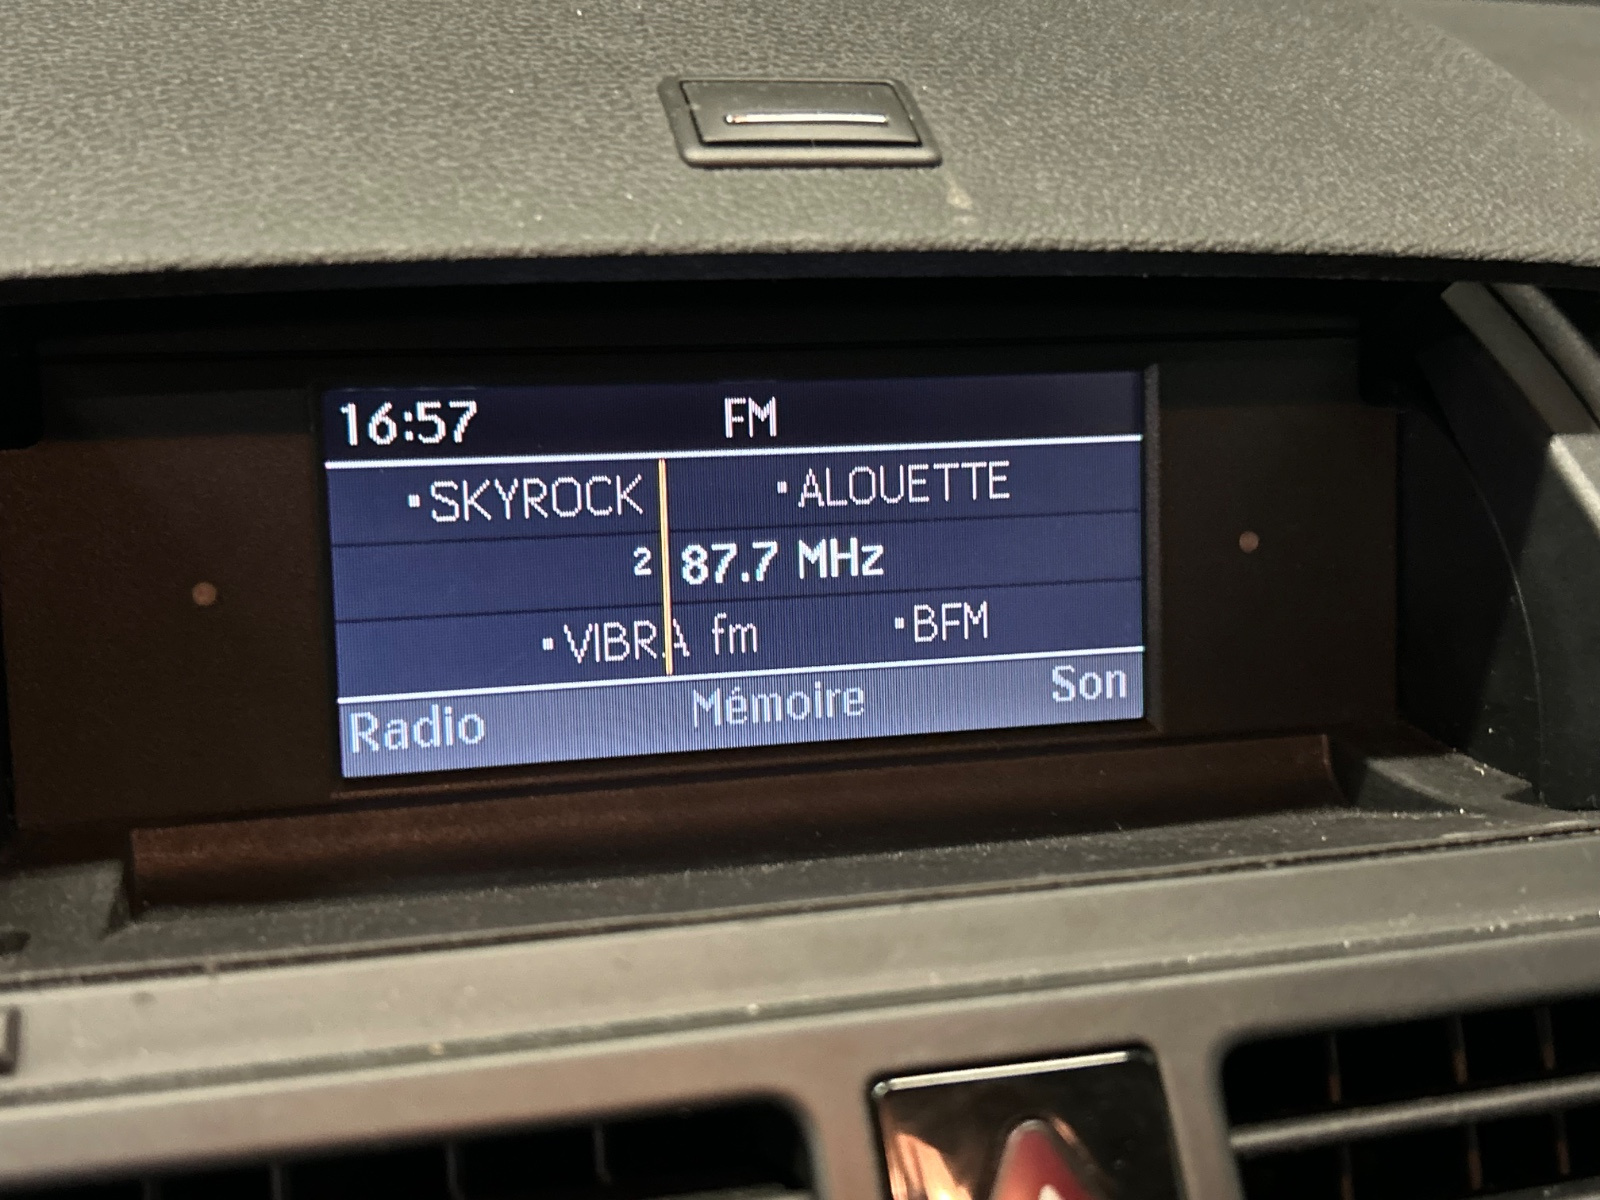 16:57 FM
▪SKYROCK ▪ALOUETTE
2 87.7 MHz
▪VIBRA fm ▪BFM
Radio Mémoire Son